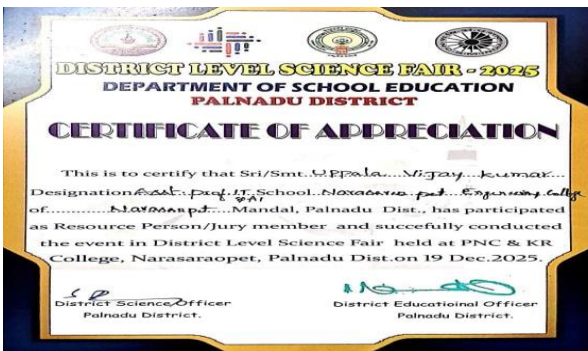 DISTRICT LEVEL SCIENCE FAIR - 2025
DEPARTMENT OF SCHOOL EDUCATION
PALNADU DISTRICT
CERTIFICATE OF APPRECIATION
This is to certify that Sri/Smt. Uppala Vijay kumar
Designation Asst. prof. IT School Narasarao pet Engineering College
of Narasaopet Mandal, Palnadu Dist., has participated
as Resource Person/Jury member and succefully conducted
the event in District Level Science Fair held at PNC & KR
College, Narasaraopet, Palnadu Dist.on 19 Dec.2025.
District Science Officer
Palnadu District.
District Educatioinal Officer
Palnadu District.